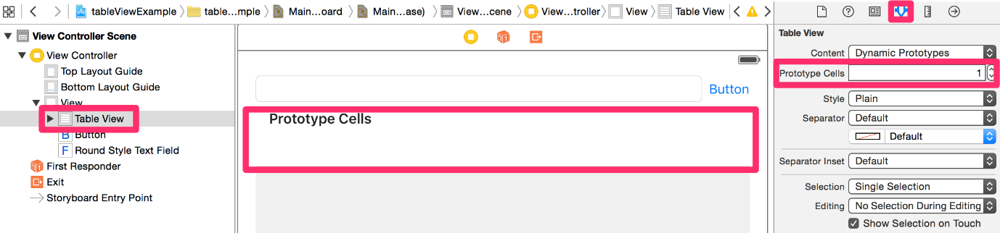 tableViewExample
table...mple
Main...oard
Main...ase)
View...cene
View...troller
View
Table View
View Controller Scene
View Controller
Top Layout Guide
Bottom Layout Guide
View
Table View
B Button
F Round Style Text Field
First Responder
Exit
Storyboard Entry Point
Button
Prototype Cells
Table View
Content Dynamic Prototypes
Prototype Cells 1
Style Plain
Separator Default
Default
Separator Inset Default
Selection Single Selection
Editing No Selection During Editing
Show Selection on Touch